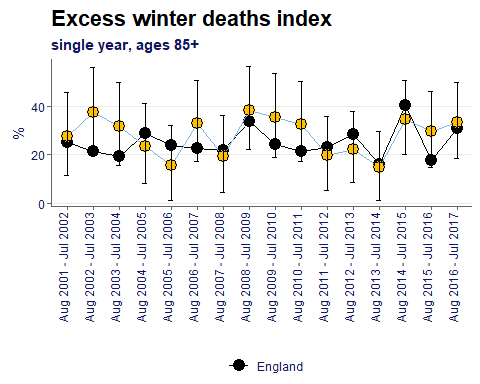 Excess winter deaths index
single year, ages 85+
%
40
20
0
Aug 2001 - Jul 2002
Aug 2002 - Jul 2003
Aug 2003 - Jul 2004
Aug 2004 - Jul 2005
Aug 2005 - Jul 2006
Aug 2006 - Jul 2007
Aug 2007 - Jul 2008
Aug 2008 - Jul 2009
Aug 2009 - Jul 2010
Aug 2010 - Jul 2011
Aug 2011 - Jul 2012
Aug 2012 - Jul 2013
Aug 2013 - Jul 2014
Aug 2014 - Jul 2015
Aug 2015 - Jul 2016
Aug 2016 - Jul 2017
England